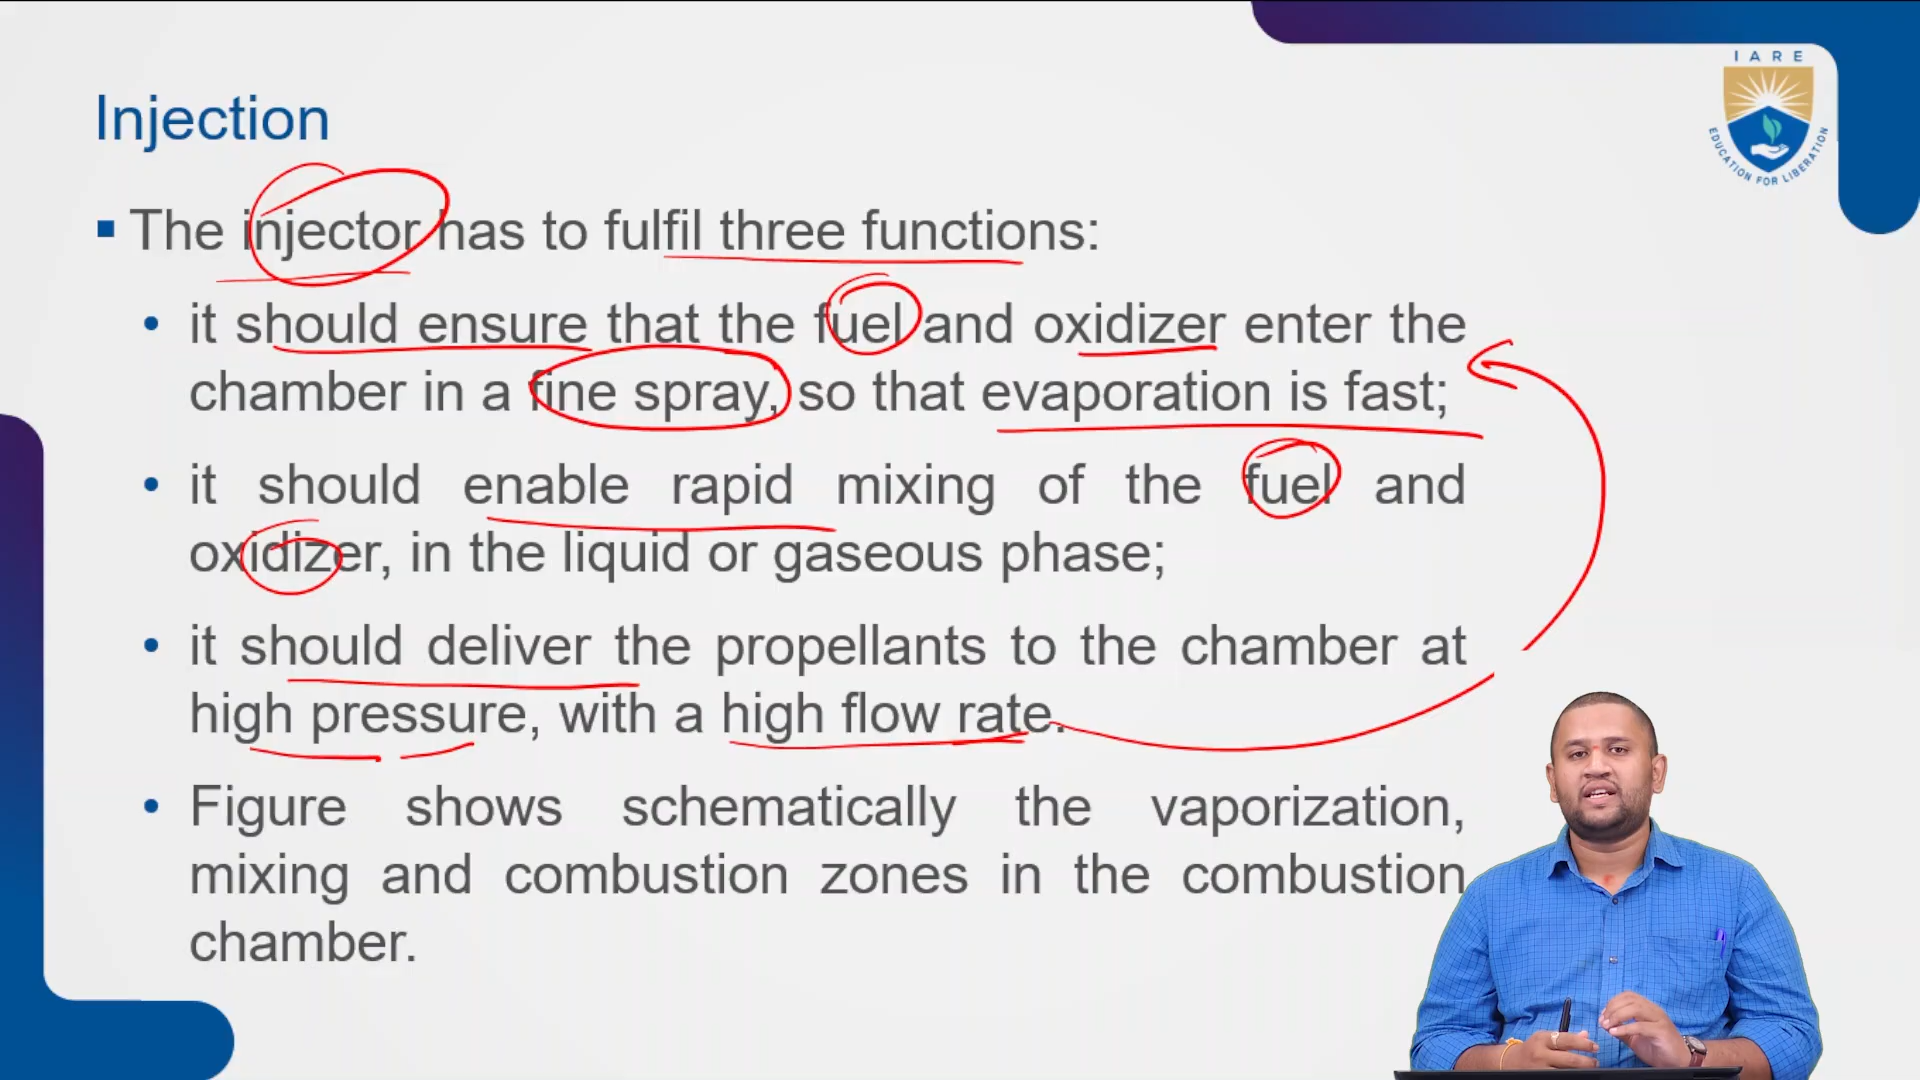 IARE
EDUCATION FOR LIBERATION
Injection
▪ The injector has to fulfil three functions:
• it should ensure that the fuel and oxidizer enter the
chamber in a fine spray, so that evaporation is fast;
• it should enable rapid mixing of the fuel and
oxidizer, in the liquid or gaseous phase;
• it should deliver the propellants to the chamber at
high pressure, with a high flow rate.
• Figure shows schematically the vaporization,
mixing and combustion zones in the combustion
chamber.